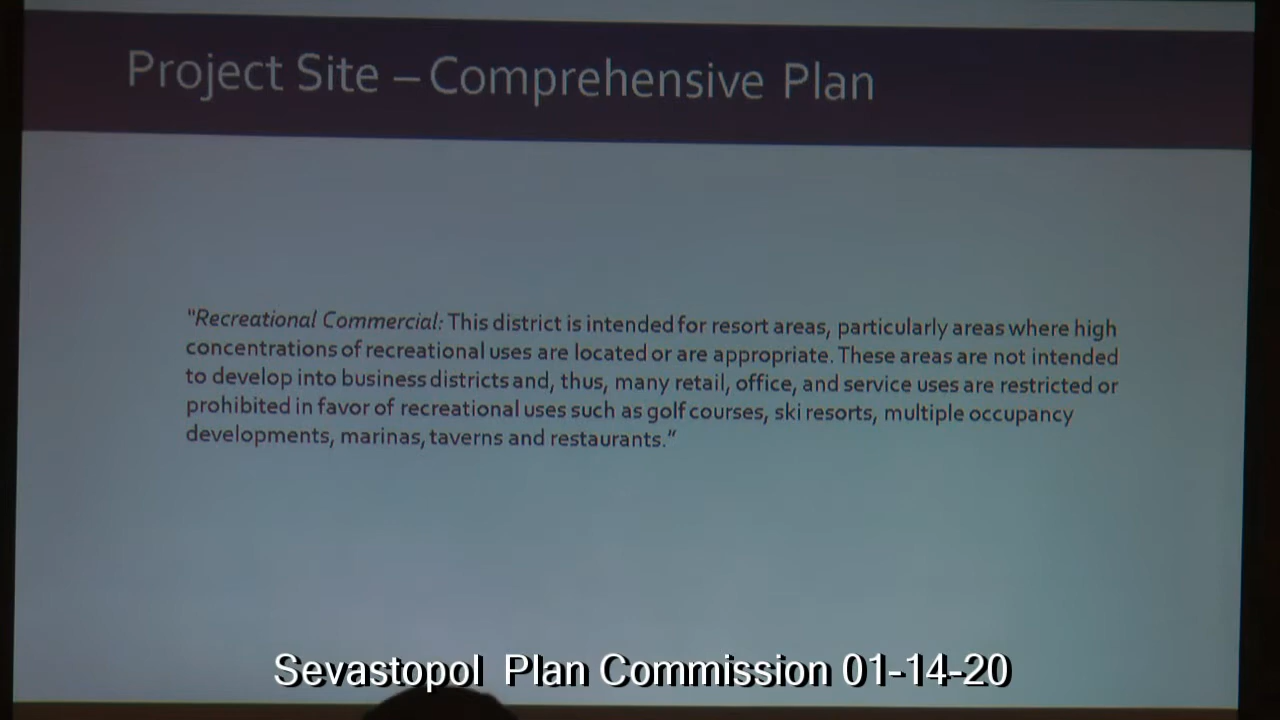 Project Site – Comprehensive Plan
"Recreational Commercial: This district is intended for resort areas, particularly areas where high
concentrations of recreational uses are located or are appropriate. These areas are not intended
to develop into business districts and, thus, many retail, office, and service uses are restricted or
prohibited in favor of recreational uses such as golf courses, ski resorts, multiple occupancy
developments, marinas, taverns and restaurants."
Sevastopol Plan Commission 01-14-20